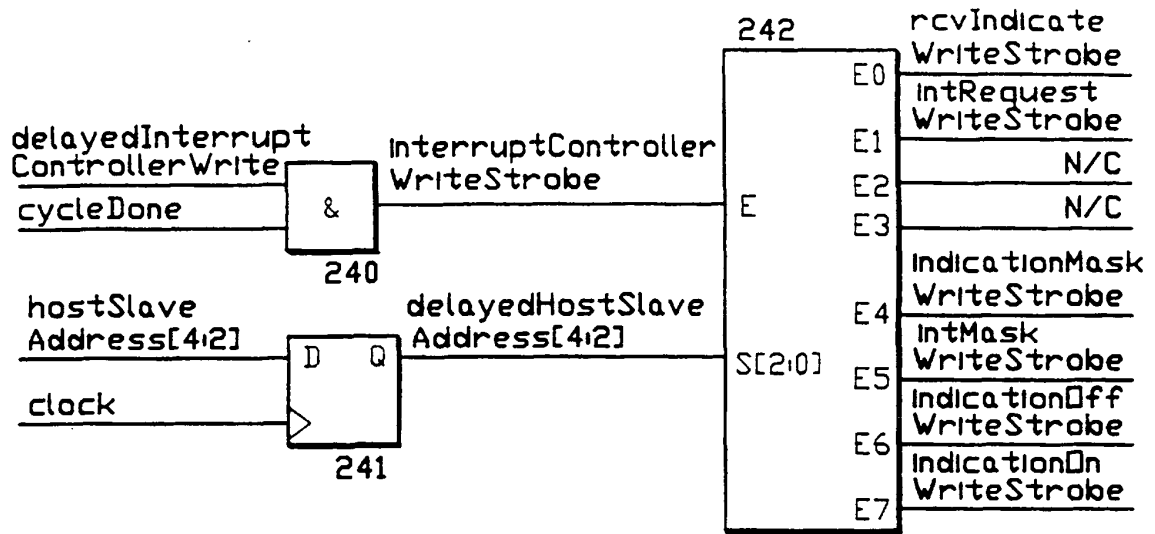 242
rcvIndicate
WriteStrobe
E0
IntRequest
WriteStrobe
E1
N/C
E2
N/C
E3
delayedInterrupt
ControllerWrite
cycleDone
&
240
InterruptController
WriteStrobe
E
IndicationMask
WriteStrobe
E4
IntMask
WriteStrobe
E5
IndicationOff
WriteStrobe
E6
IndicationOn
WriteStrobe
E7
hostSlave
Address[4:2]
clock
D Q
241
delayedHostSlave
Address[4:2]
S[2:0]